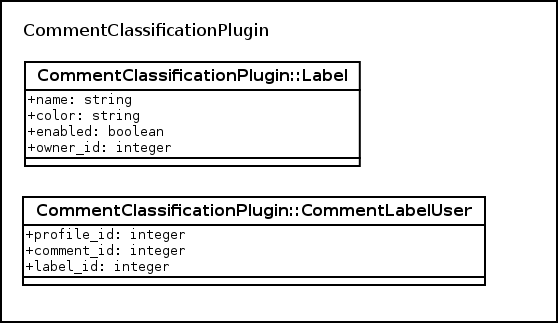 CommentClassificationPlugin
CommentClassificationPlugin::Label
+name: string
+color: string
+enabled: boolean
+owner_id: integer
CommentClassificationPlugin::CommentLabelUser
+profile_id: integer
+comment_id: integer
+label_id: integer